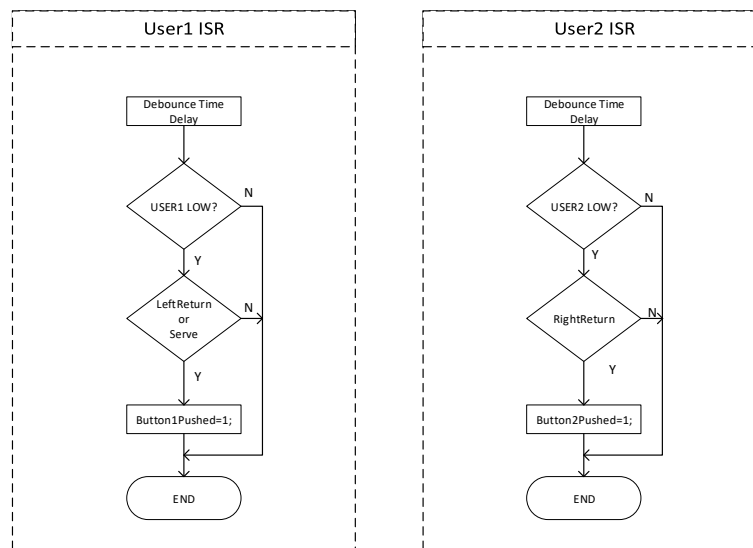 User1 ISR
Debounce Time
Delay
USER1 LOW?
N
Y
LeftReturn
or
Serve
N
Y
Button1Pushed=1;
END
User2 ISR
Debounce Time
Delay
USER2 LOW?
N
Y
RightReturn
N
Y
Button2Pushed=1;
END